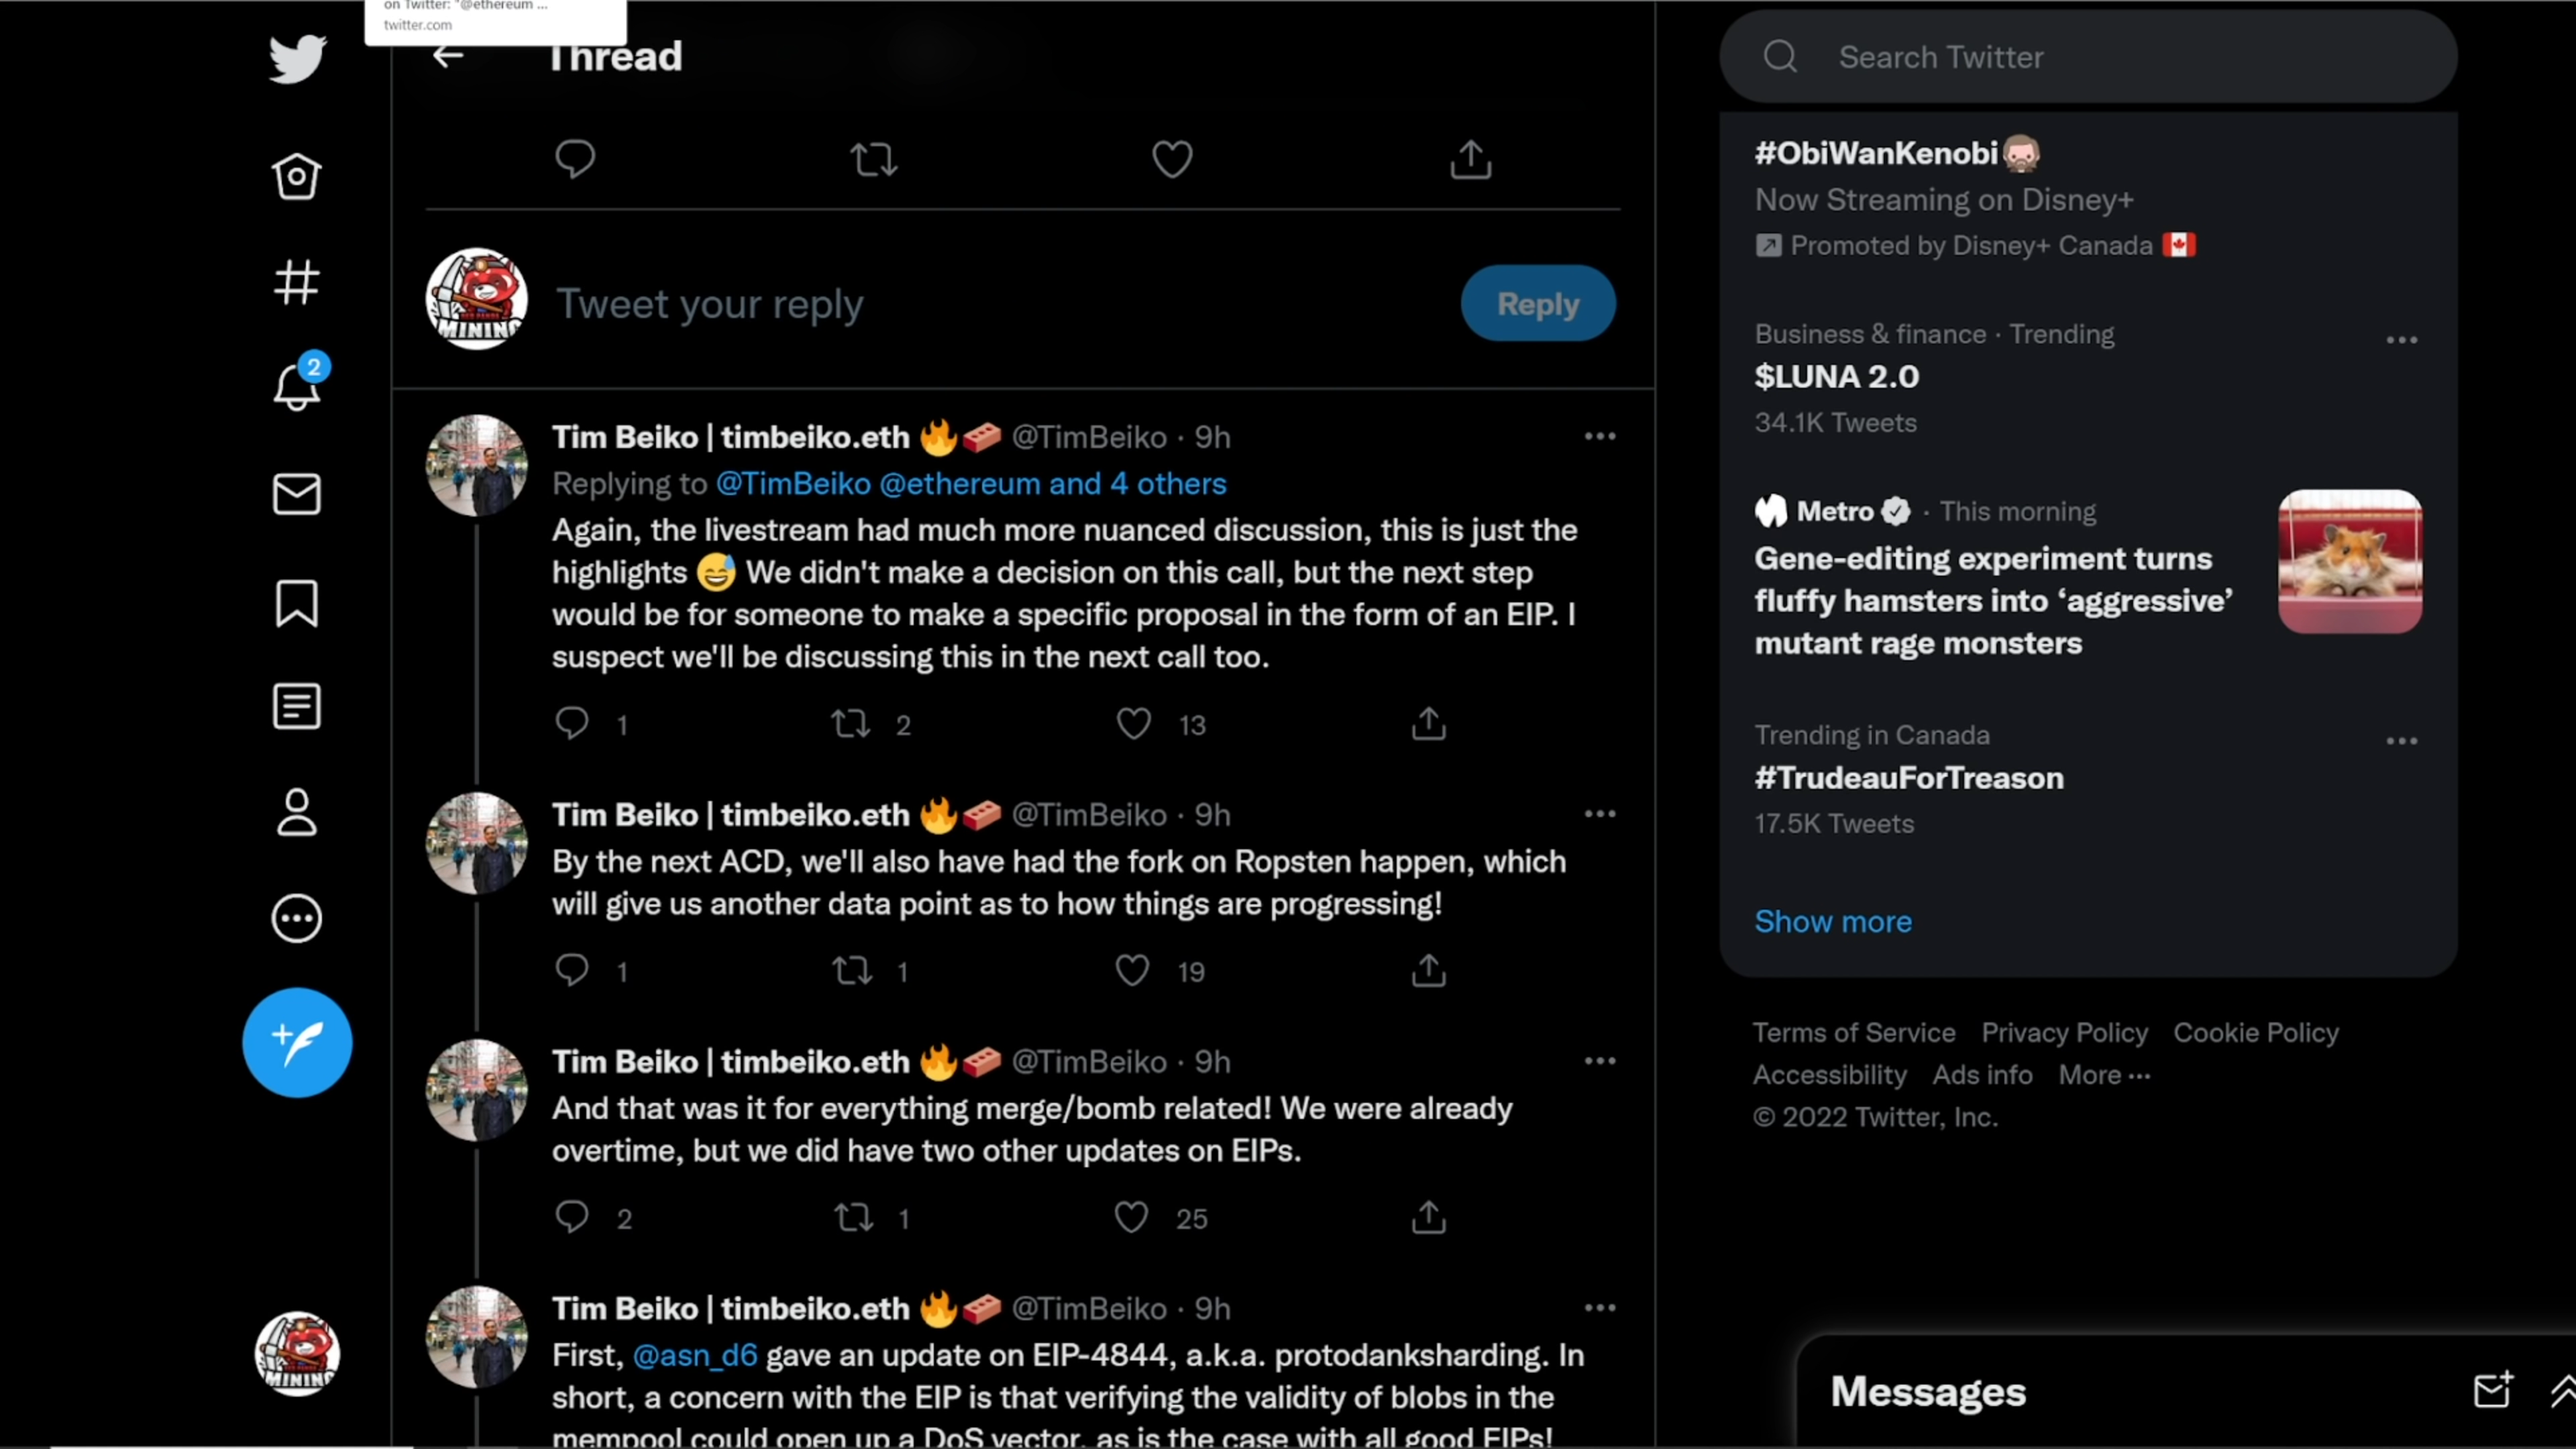 on Twitter: "@ethereum ...
twitter.com
Thread
Search Twitter
Tweet your reply
Reply
MINING
2
Tim Beiko | timbeiko.eth 🔥🧱 @TimBeiko · 9h
Replying to @TimBeiko @ethereum and 4 others
Again, the livestream had much more nuanced discussion, this is just the
highlights 😅 We didn't make a decision on this call, but the next step
would be for someone to make a specific proposal in the form of an EIP. I
suspect we'll be discussing this in the next call too.
1 2 13
Tim Beiko | timbeiko.eth 🔥🧱 @TimBeiko · 9h
By the next ACD, we'll also have had the fork on Ropsten happen, which
will give us another data point as to how things are progressing!
1 1 19
Tim Beiko | timbeiko.eth 🔥🧱 @TimBeiko · 9h
And that was it for everything merge/bomb related! We were already
overtime, but we did have two other updates on EIPs.
2 1 25
Tim Beiko | timbeiko.eth 🔥🧱 @TimBeiko · 9h
First, @asn_d6 gave an update on EIP-4844, a.k.a. protodanksharding. In
short, a concern with the EIP is that verifying the validity of blobs in the
mempool could open up a DoS vector, as is the case with all good EIPs!
MINING
#ObiWanKenobi
Now Streaming on Disney+
Promoted by Disney+ Canada 🇨🇦
Business & finance · Trending
$LUNA 2.0
34.1K Tweets
Metro · This morning
Gene-editing experiment turns
fluffy hamsters into ‘aggressive’
mutant rage monsters
Trending in Canada
#TrudeauForTreason
17.5K Tweets
Show more
Terms of Service Privacy Policy Cookie Policy
Accessibility Ads info More ···
© 2022 Twitter, Inc.
Messages